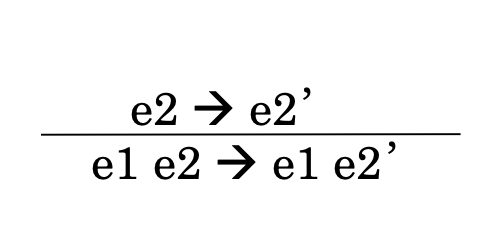 e2 → e2’
e1 e2 → e1 e2’